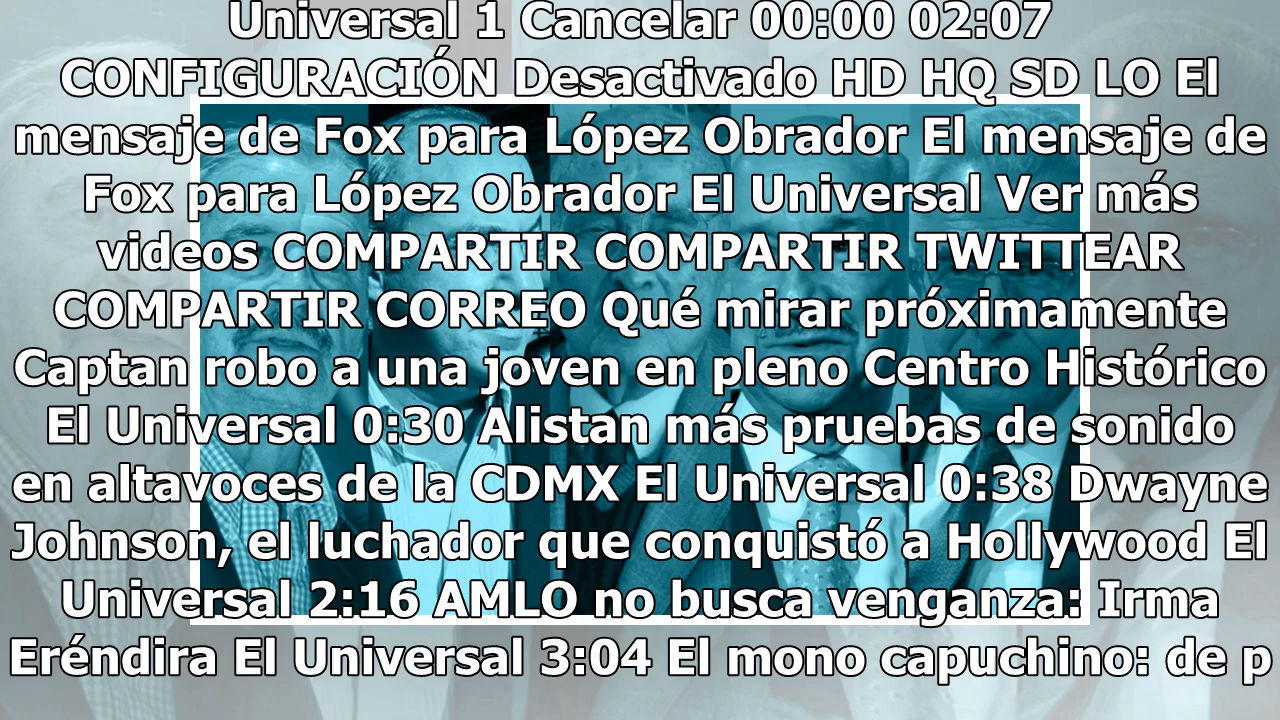 Universal 1 Cancelar 00:00 02:07
CONFIGURACIÓN Desactivado HD HQ SD LO El
mensaje de Fox para López Obrador El mensaje de
Fox para López Obrador El Universal Ver más
videos COMPARTIR COMPARTIR TWITTEAR
COMPARTIR CORREO Qué mirar próximamente
Captan robo a una joven en pleno Centro Histórico
El Universal 0:30 Alistan más pruebas de sonido
en altavoces de la CDMX El Universal 0:38 Dwayne
Johnson, el luchador que conquistó a Hollywood El
Universal 2:16 AMLO no busca venganza: Irma
Eréndira El Universal 3:04 El mono capuchino: de p